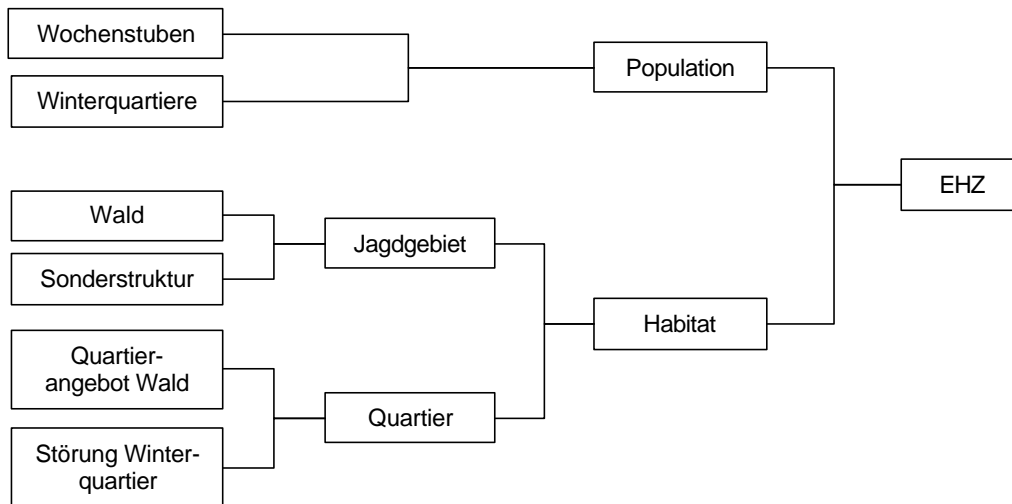 Wochenstuben
Winterquartiere
Population
EHZ
Wald
Sonderstruktur
Jagdgebiet
Habitat
Quartier-
angebot Wald
Störung Winter-
quartier
Quartier